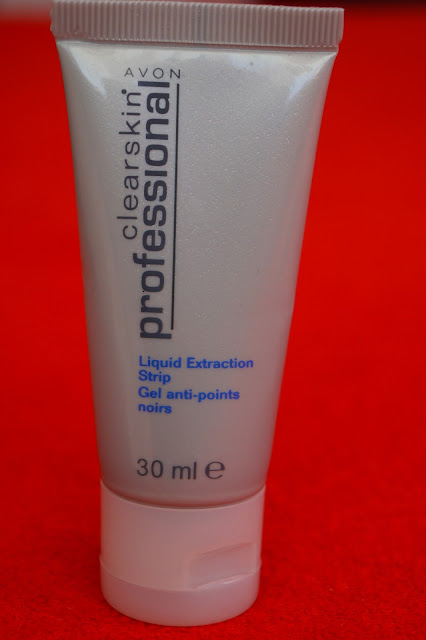 AVON
clearskin
professional
Liquid Extraction
Strip
Gel anti-points
noirs
30 ml ℮